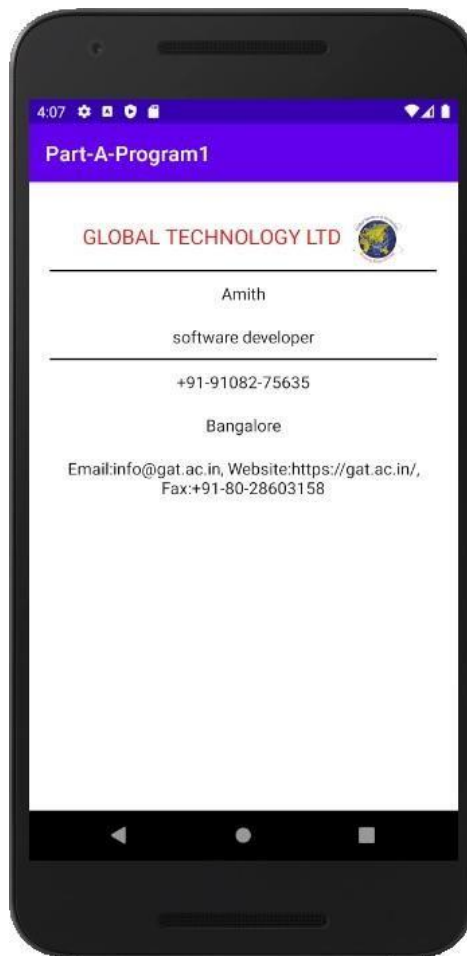 4:07
Part-A-Program1
GLOBAL TECHNOLOGY LTD
Amith
software developer
+91-91082-75635
Bangalore
Email:info@gat.ac.in, Website:https://gat.ac.in/,
Fax:+91-80-28603158